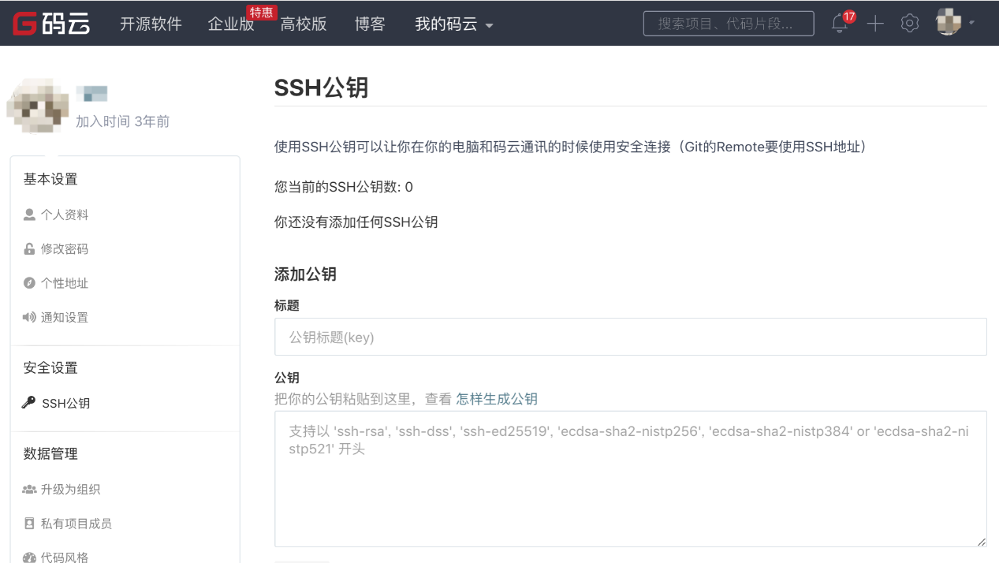 码云
开源软件
企业版
特惠
高校版
博客
我的码云
搜索项目、代码片段...
17
加入时间 3年前
基本设置
个人资料
修改密码
个性地址
通知设置
安全设置
SSH公钥
数据管理
升级为组织
私有项目成员
代码风格
SSH公钥
使用SSH公钥可以让你在你的电脑和码云通讯的时候使用安全连接（Git的Remote要使用SSH地址）
您当前的SSH公钥数: 0
你还没有添加任何SSH公钥
添加公钥
标题
公钥标题(key)
公钥
把你的公钥粘贴到这里，查看 怎样生成公钥
支持以 'ssh-rsa', 'ssh-dss', 'ssh-ed25519', 'ecdsa-sha2-nistp256', 'ecdsa-sha2-nistp384' or 'ecdsa-sha2-ni
stp521' 开头